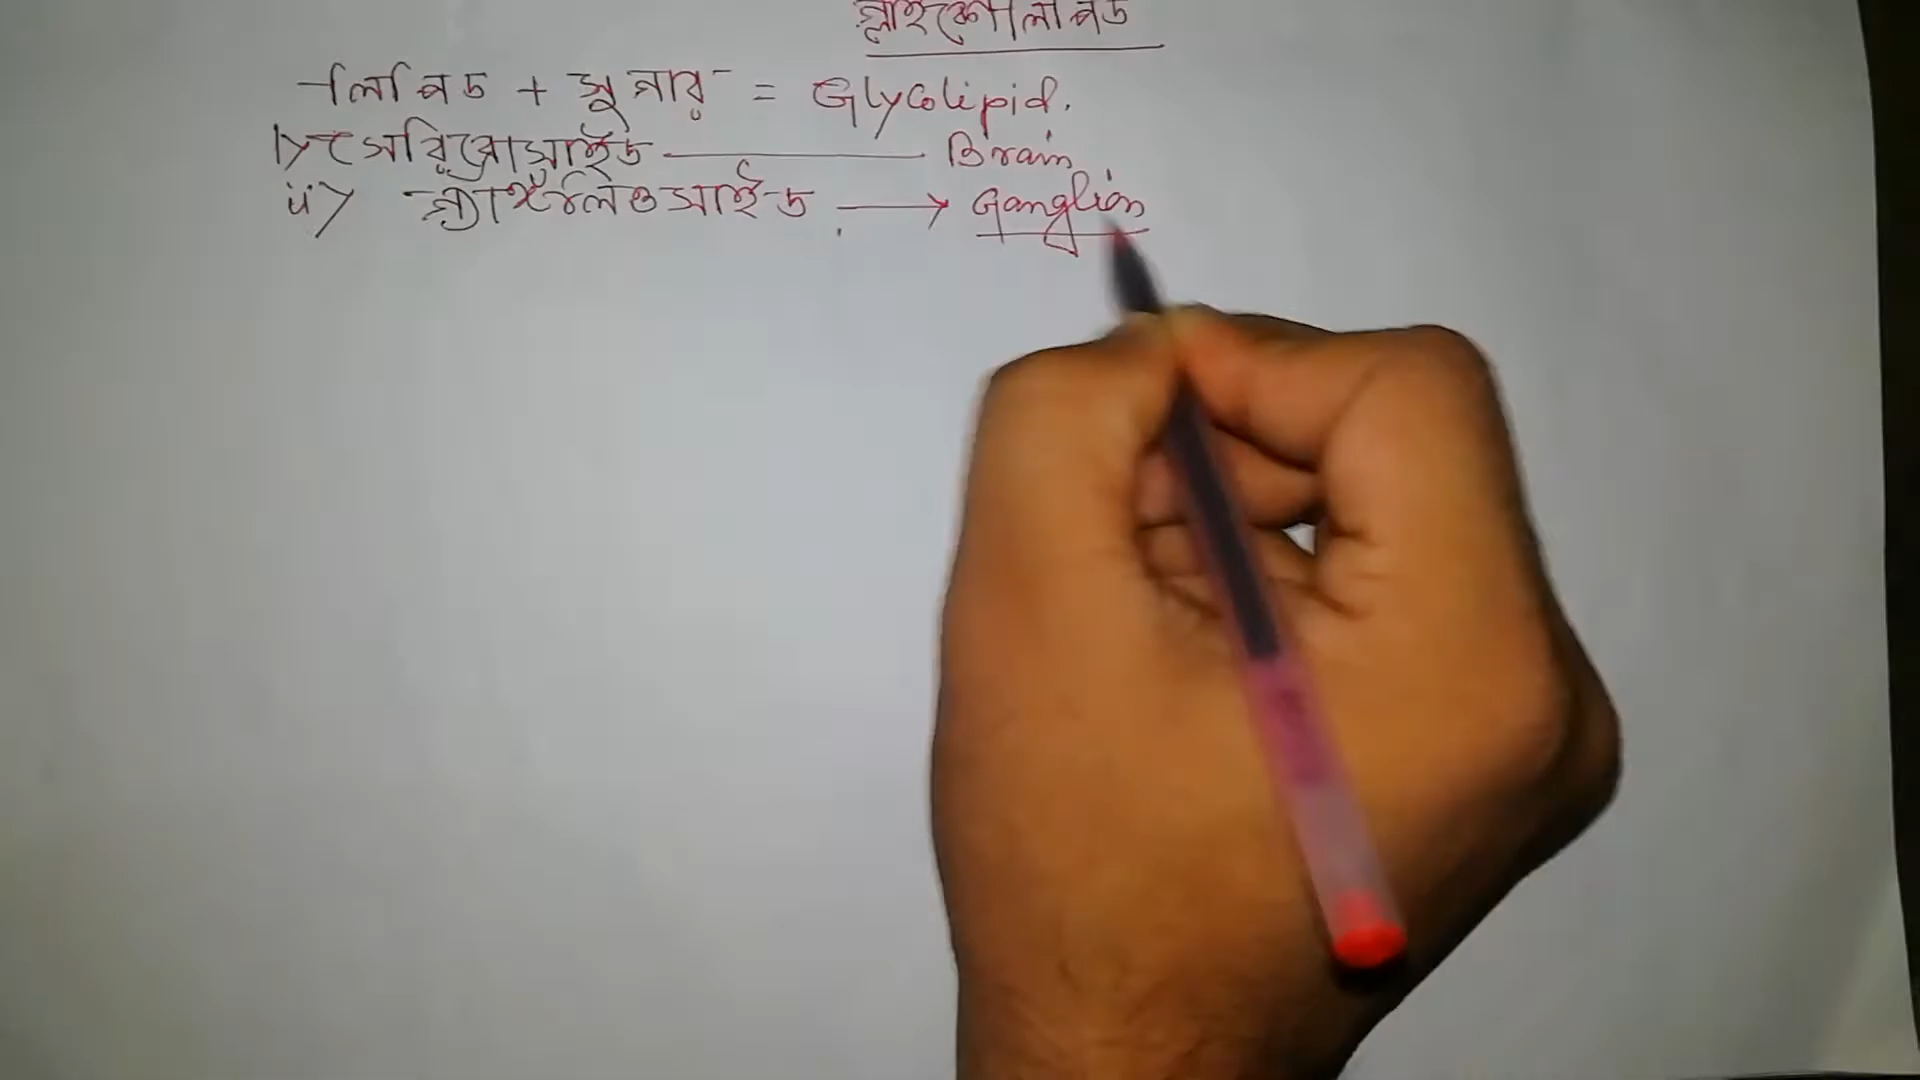 গ্লাইকোলিপিড
লিপিড + সুগার = Glycolipid.
i> সেরিব্রোসাইড — Brain
ii> গ্যাংলিওসাইড → Ganglion